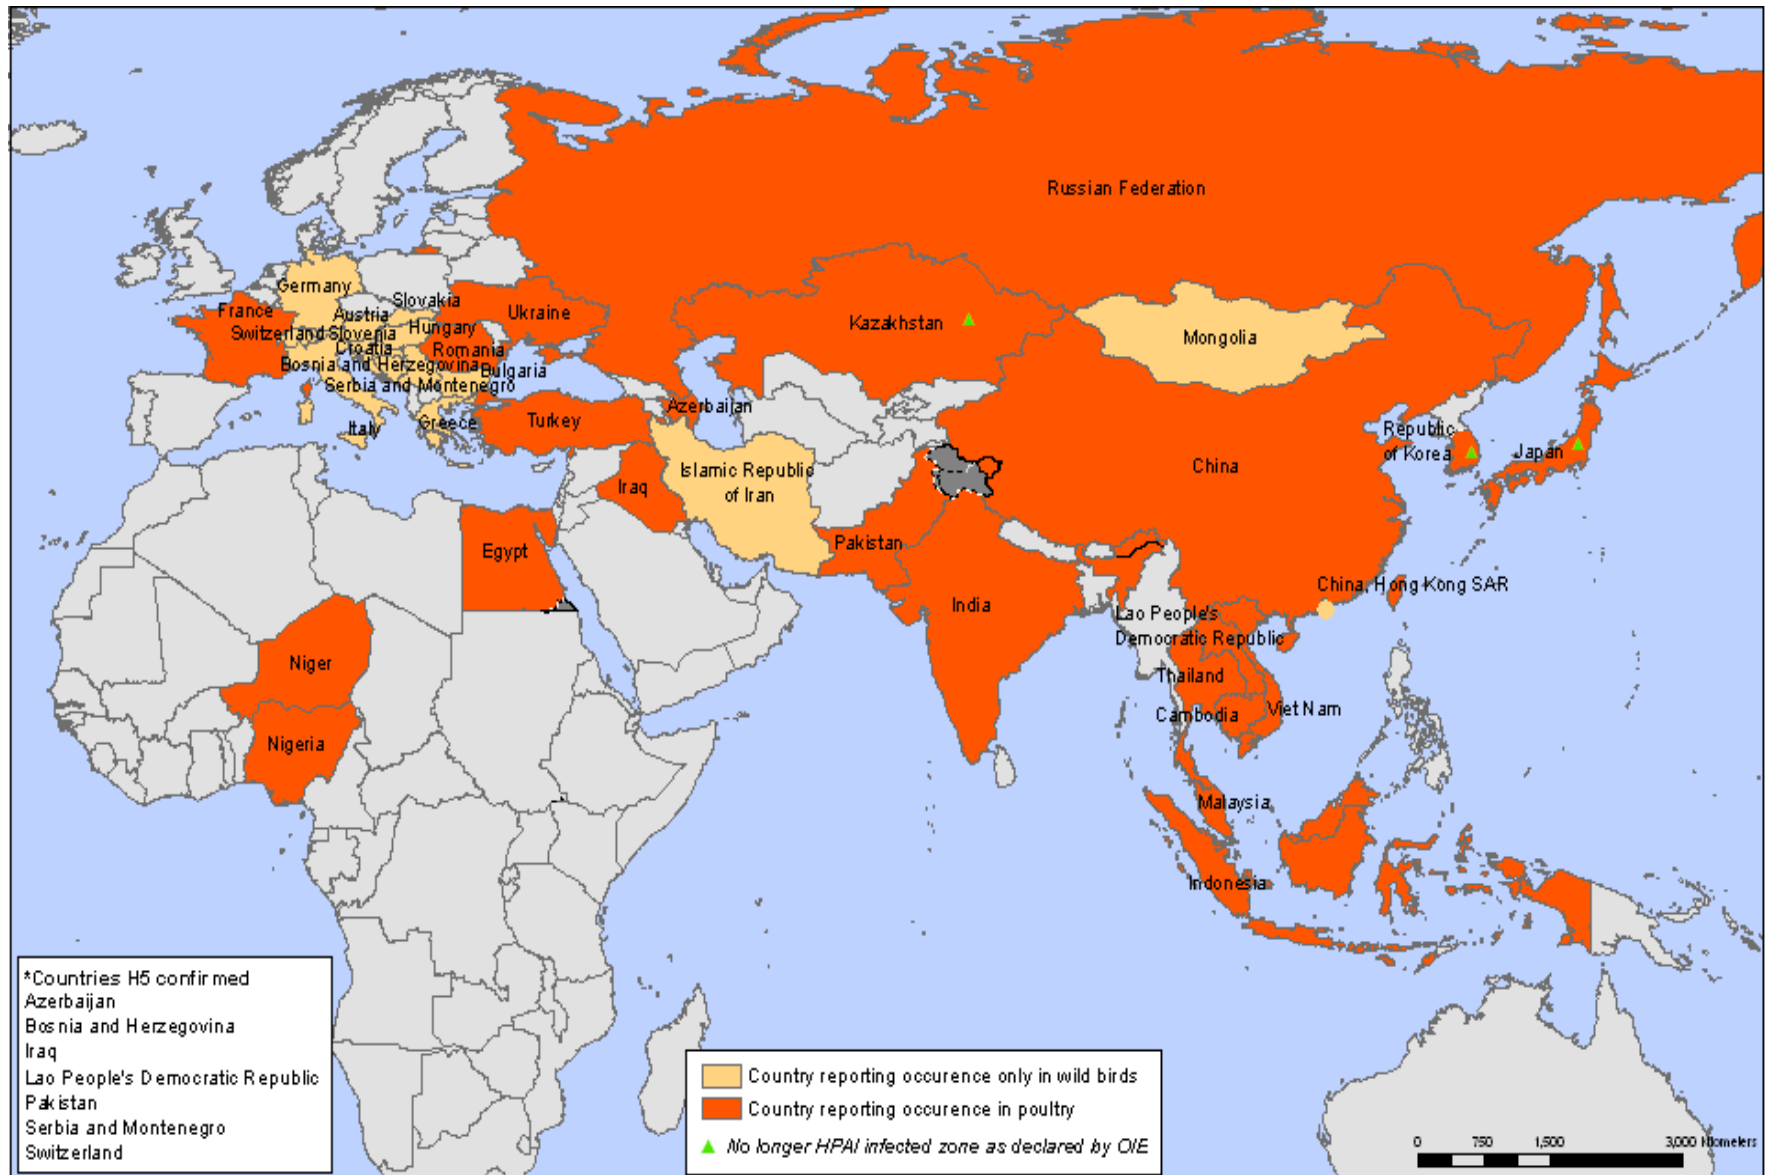 Russian Federation
Germany
Slovakia
France
Austria
Ukraine
Hungary
Switzerland
Slovenia
Croatia
Romania
Bosnia and Herzegovina
Bulgaria
Serbia and Montenegro
Italy
Greece
Turkey
Azerbaijan
Kazakhstan
Mongolia
Republic
of Korea
Japan
China
Islamic Republic
of Iran
Iraq
Egypt
Pakistan
India
China, Hong Kong SAR
Lao People's
Democratic Republic
Thailand
Cambodia
Viet Nam
Niger
Nigeria
Malaysia
Indonesia
*Countries H5 confirmed
Azerbaijan
Bosnia and Herzegovina
Iraq
Lao People's Democratic Republic
Pakistan
Serbia and Montenegro
Switzerland
Country reporting occurence only in wild birds
Country reporting occurence in poultry
No longer HPAI infected zone as declared by OIE
0 750 1,500 3,000 Kilometers